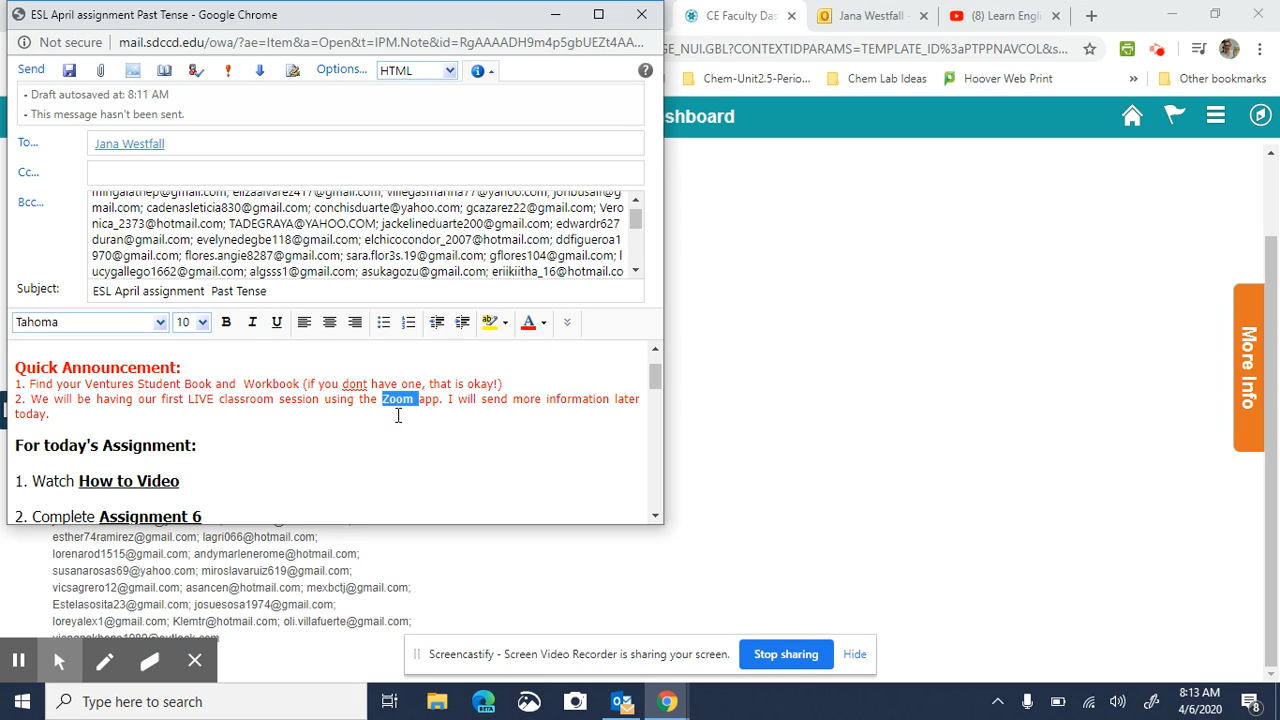 ESL April assignment Past Tense - Google Chrome
CE Faculty Das
Jana Westfall -
(8) Learn Engli
Not secure mail.sdccd.edu/owa/?ae=Item&a=Open&t=IPM.Note&id=RgAAAADH9m4p5gbUEZt4AA...
E_NUI.GBL?CONTEXTIDPARAMS=TEMPLATE_ID%3aPTPPNAVCOL&s...
Send
Options...
HTML
Chem-Unit2.5-Perio...
Chem Lab Ideas
Hoover Web Print
»
Other bookmarks
• Draft autosaved at: 8:11 AM
• This message hasn't been sent.
shboard
To...
Jana Westfall
Cc...
Bcc...
mail.com; cadenasleticia830@gmail.com; conchisduarte@yahoo.com; gcazarez22@gmail.com; Vero
nica_2373@hotmail.com; TADEGRAYA@YAHOO.COM; jackelineduarte200@gmail.com; edwardr627
duran@gmail.com; evelynedegbe118@gmail.com; elchicocondor_2007@hotmail.com; ddfigueroa1
970@gmail.com; flores.angie8287@gmail.com; sara.flor3s.19@gmail.com; gflores104@gmail.com; l
ucygallego1662@gmail.com; algsss1@gmail.com; asukagozu@gmail.com; eriikiitha_16@hotmail.co
Subject:
ESL April assignment Past Tense
Tahoma
10
B
I
U
A
Quick Announcement:
1. Find your Ventures Student Book and Workbook (if you dont have one, that is okay!)
2. We will be having our first LIVE classroom session using the Zoom app. I will send more information later
today.
For today's Assignment:
1. Watch How to Video
2. Complete Assignment 6
More Info
esther74ramirez@gmail.com; lagri066@hotmail.com;
lorenarod1515@gmail.com; andymarlenerome@hotmail.com;
susanarosas69@yahoo.com; miroslavaruiz619@gmail.com;
vicsagrero12@gmail.com; asancen@hotmail.com; mexbctj@gmail.com;
Estelasosita23@gmail.com; josuesosa1974@gmail.com;
loreyalex1@gmail.com; Klemtr@hotmail.com; oli.villafuerte@gmail.com;
Screencastify - Screen Video Recorder is sharing your screen.
Stop sharing
Hide
Type here to search
BETA
8:13 AM
4/6/2020
8